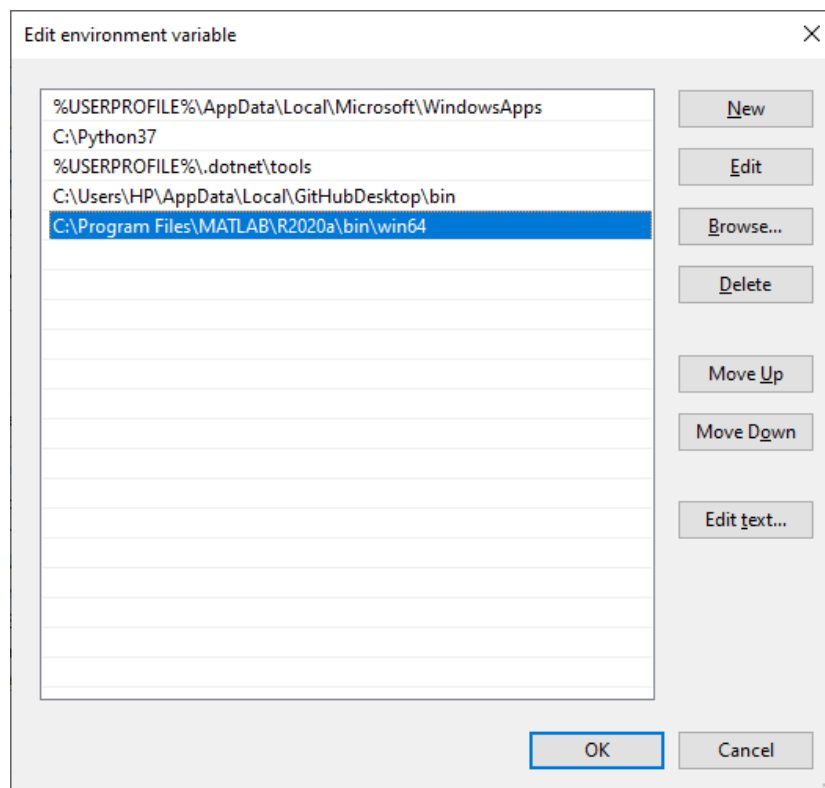 Edit environment variable
%USERPROFILE%\AppData\Local\Microsoft\WindowsApps
C:\Python37
%USERPROFILE%\.dotnet\tools
C:\Users\HP\AppData\Local\GitHubDesktop\bin
C:\Program Files\MATLAB\R2020a\bin\win64
New
Edit
Browse...
Delete
Move Up
Move Down
Edit text...
OK
Cancel